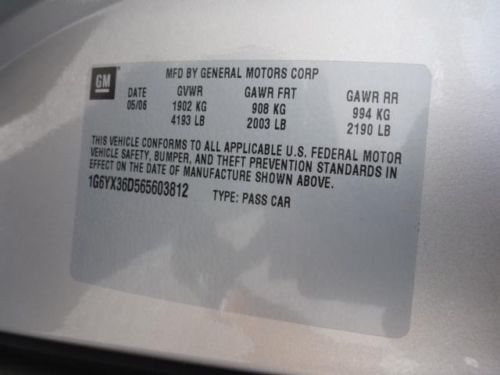 GM
MFD BY GENERAL MOTORS CORP
DATE GVWR GAWR FRT GAWR RR
05/06 1902 KG 908 KG 994 KG
4193 LB 2003 LB 2190 LB
THIS VEHICLE CONFORMS TO ALL APPLICABLE U.S. FEDERAL MOTOR
VEHICLE SAFETY, BUMPER, AND THEFT PREVENTION STANDARDS IN
EFFECT ON THE DATE OF MANUFACTURE SHOWN ABOVE.
1G6YX36D565603812 TYPE: PASS CAR